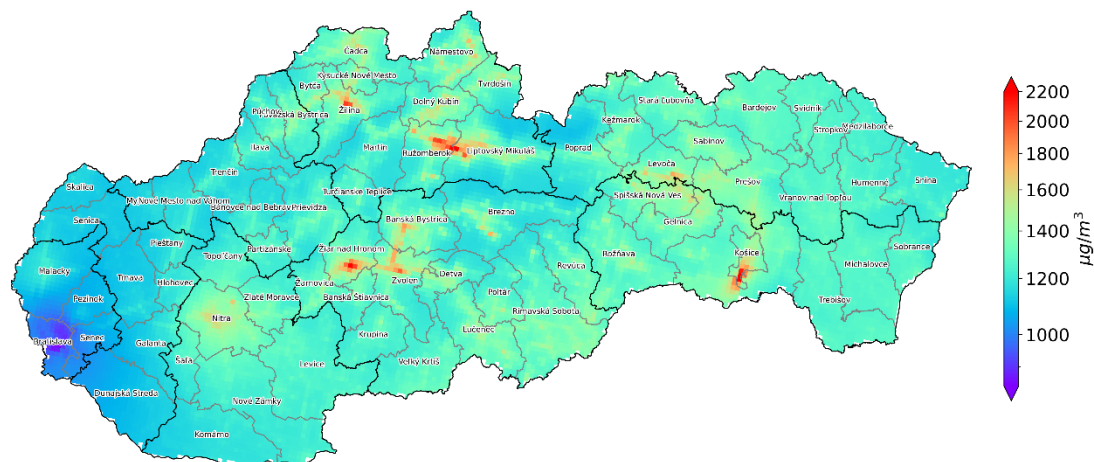 Čadca
Námestovo
Kysucké Nové Mesto
Tvrdošín
Bytča
Dolný Kubín
Žilina
Púchov
Považská Bystrica
Stará Ľubovňa
Bardejov
Svidník
Kežmarok
Stropkov
Medzilaborce
Ilava
Martin
Ružomberok
Liptovský Mikuláš
Poprad
Sabinov
Levoča
Trenčín
Prešov
Humenné
Snina
Skalica
Turčianske Teplice
Spišská Nová Ves
Vranov nad Topľou
Nové Mesto nad Váhom
Bánovce nad Bebravou
Prievidza
Senica
Banská Bystrica
Brezno
Gelnica
Piešťany
Partizánske
Žiar nad Hronom
Topoľčany
Rožňava
Košice
Sobrance
Malacky
Trnava
Hlohovec
Revúca
Michalovce
Žarnovica
Zvolen
Detva
Pezinok
Zlaté Moravce
Banská Štiavnica
Poltár
Trebišov
Nitra
Rimavská Sobota
Bratislava
Senec
Galanta
Krupina
Lučenec
Šaľa
Levice
Veľký Krtíš
Dunajská Streda
Nové Zámky
Komárno
2200
2000
1800
1600
1400
1200
1000
μg/m³